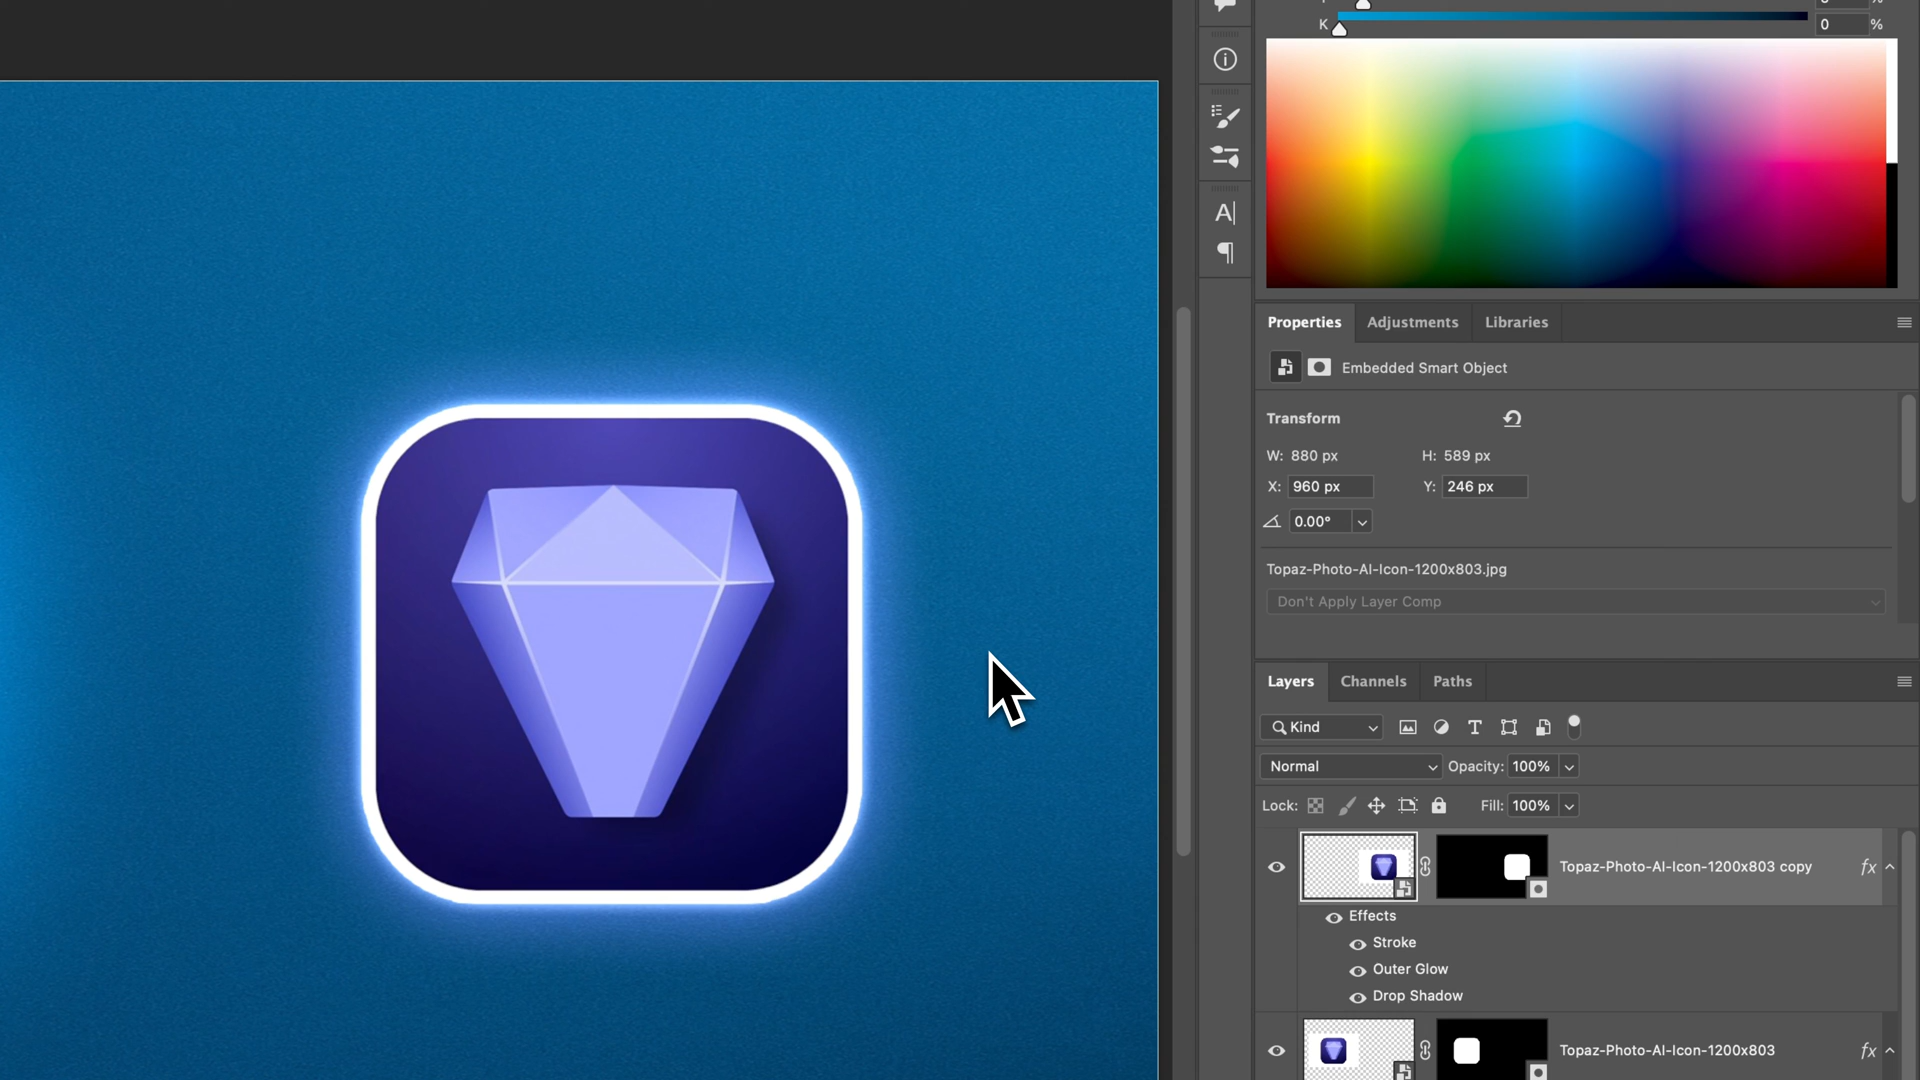 K 0 %
A|
Properties Adjustments Libraries
Embedded Smart Object
Transform
W: 880 px H: 589 px
X: 960 px Y: 246 px
0.00°
Topaz-Photo-AI-Icon-1200x803.jpg
Don't Apply Layer Comp
Layers Channels Paths
Kind
Normal Opacity: 100%
Lock: Fill: 100%
Topaz-Photo-AI-Icon-1200x803 copy fx
Effects
Stroke
Outer Glow
Drop Shadow
Topaz-Photo-AI-Icon-1200x803 fx